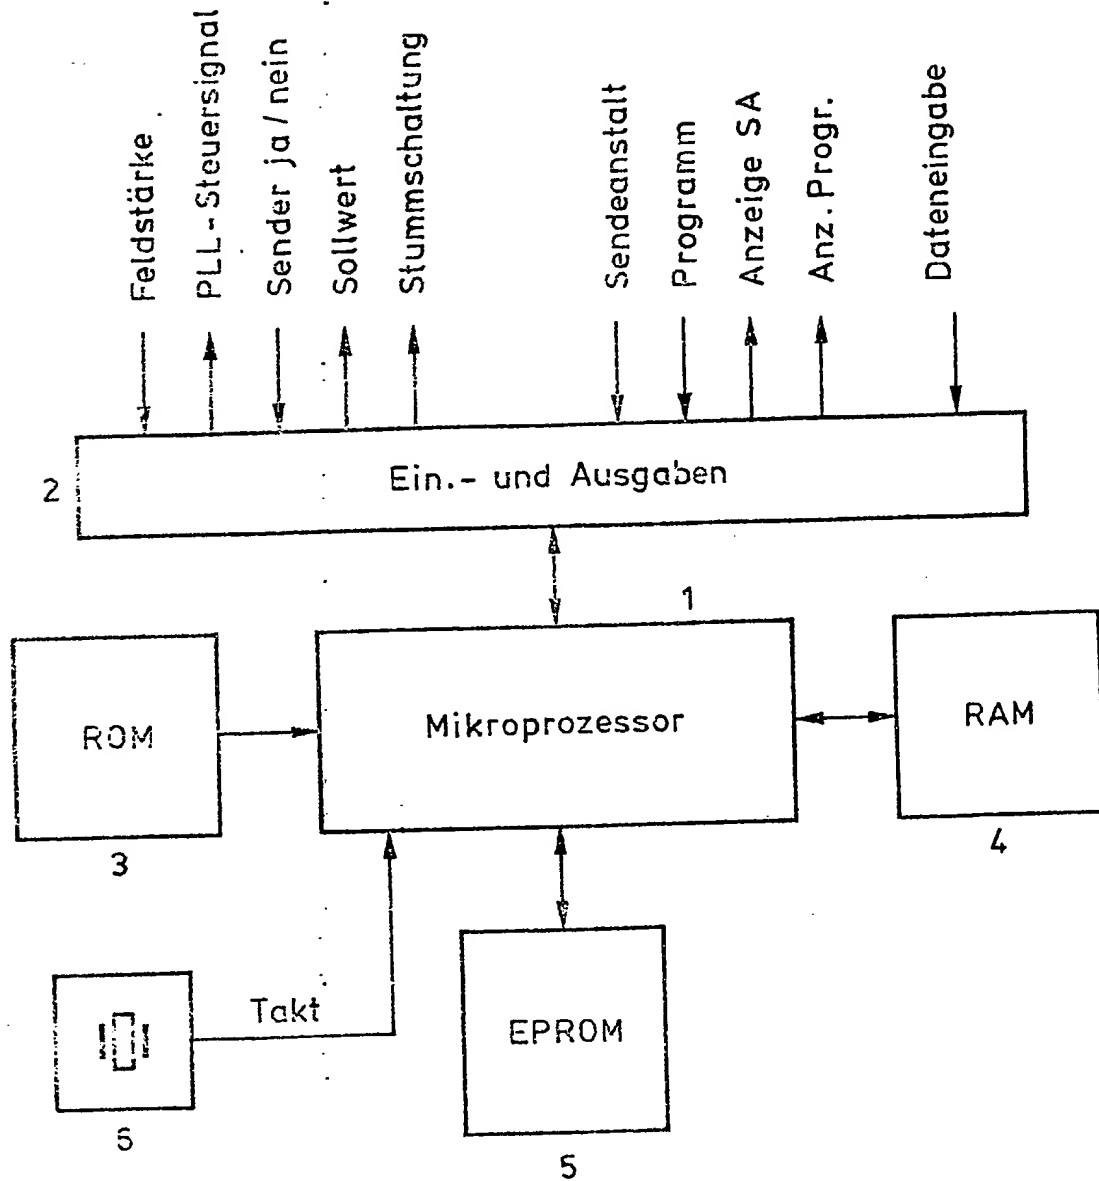 Feldstärke
PLL-Steuersignal
Sender ja/nein
Sollwert
Stummschaltung
Sendeanstalt
Programm
Anzeige SA
Anz. Progr.
Dateneingabe
2
Ein.- und Ausgaben
1
ROM
Mikroprozessor
RAM
3
4
Takt
EPROM
6
5